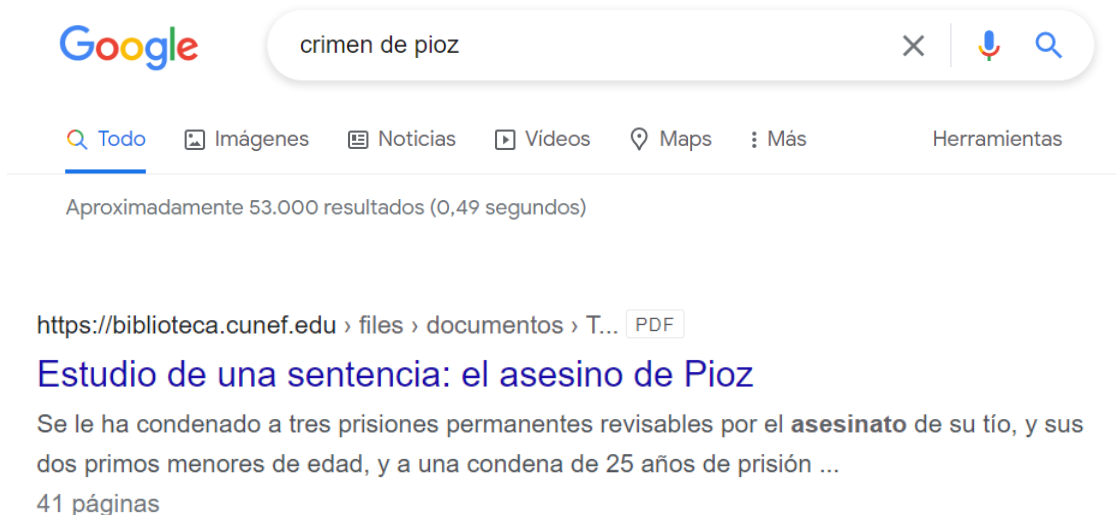 Google crimen de pioz
Todo Imágenes Noticias Vídeos Maps Más Herramientas
Aproximadamente 53.000 resultados (0,49 segundos)
https://biblioteca.cunef.edu › files › documentos › T... PDF
Estudio de una sentencia: el asesino de Pioz
Se le ha condenado a tres prisiones permanentes revisables por el asesinato de su tío, y sus
dos primos menores de edad, y a una condena de 25 años de prisión ...
41 páginas